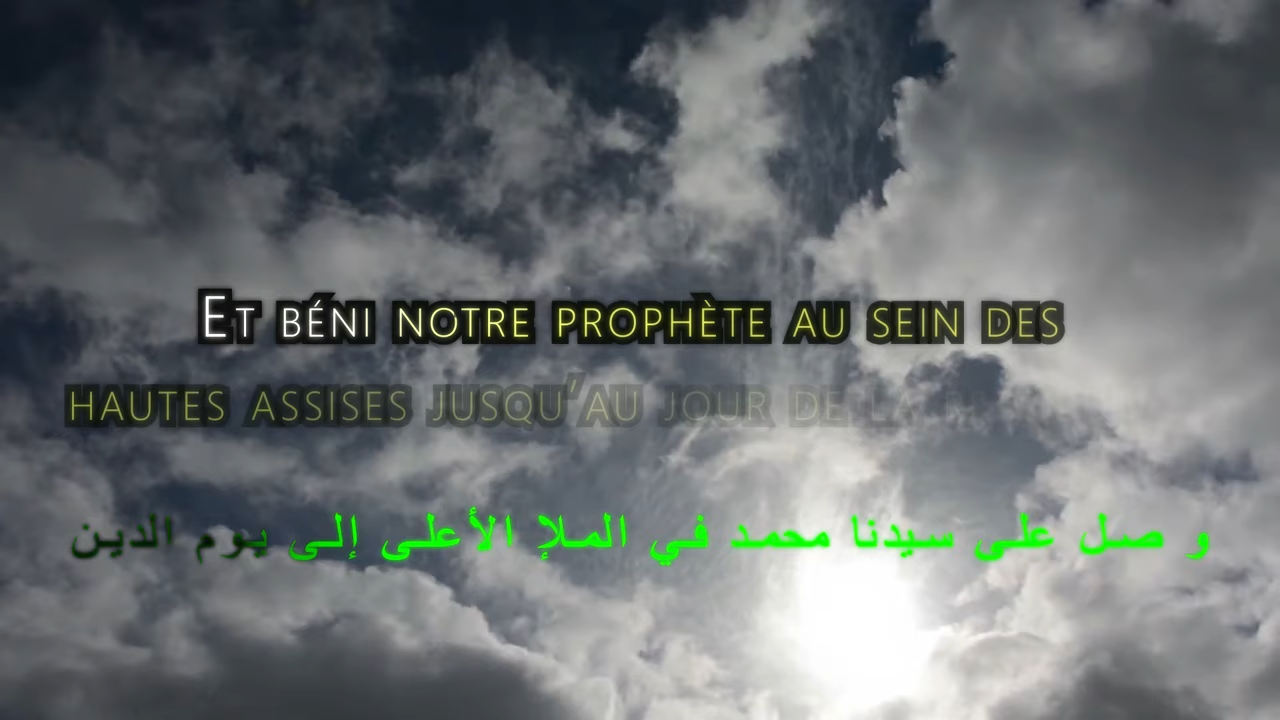 Et béni notre prophète au sein des
hautes assises jusqu'au jour de la
و صل على سيدنا محمد في الملإ الأعلى إلى يوم الدين